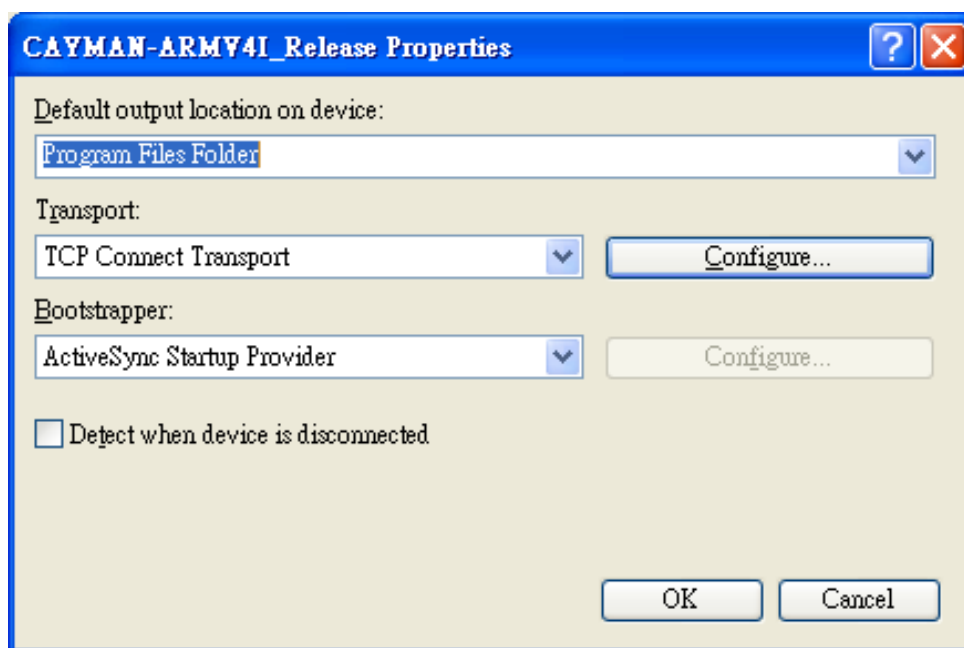 CAYMAN-ARMV4I_Release Properties
Default output location on device:
Program Files Folder
Transport:
TCP Connect Transport
Configure...
Bootstrapper:
ActiveSync Startup Provider
Configure...
Detect when device is disconnected
OK
Cancel